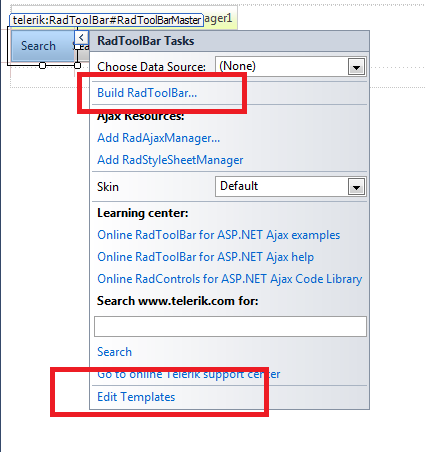 telerik:RadToolBar#RadToolBarMaster ager1
Search
RadToolBar Tasks
Choose Data Source: (None)
Build RadToolBar...
Ajax Resources:
Add RadAjaxManager...
Add RadStyleSheetManager
Skin Default
Learning center:
Online RadToolBar for ASP.NET Ajax examples
Online RadToolBar for ASP.NET Ajax help
Online RadControls for ASP.NET Ajax Code Library
Search www.telerik.com for:
Search
Go to online Telerik support center
Edit Templates